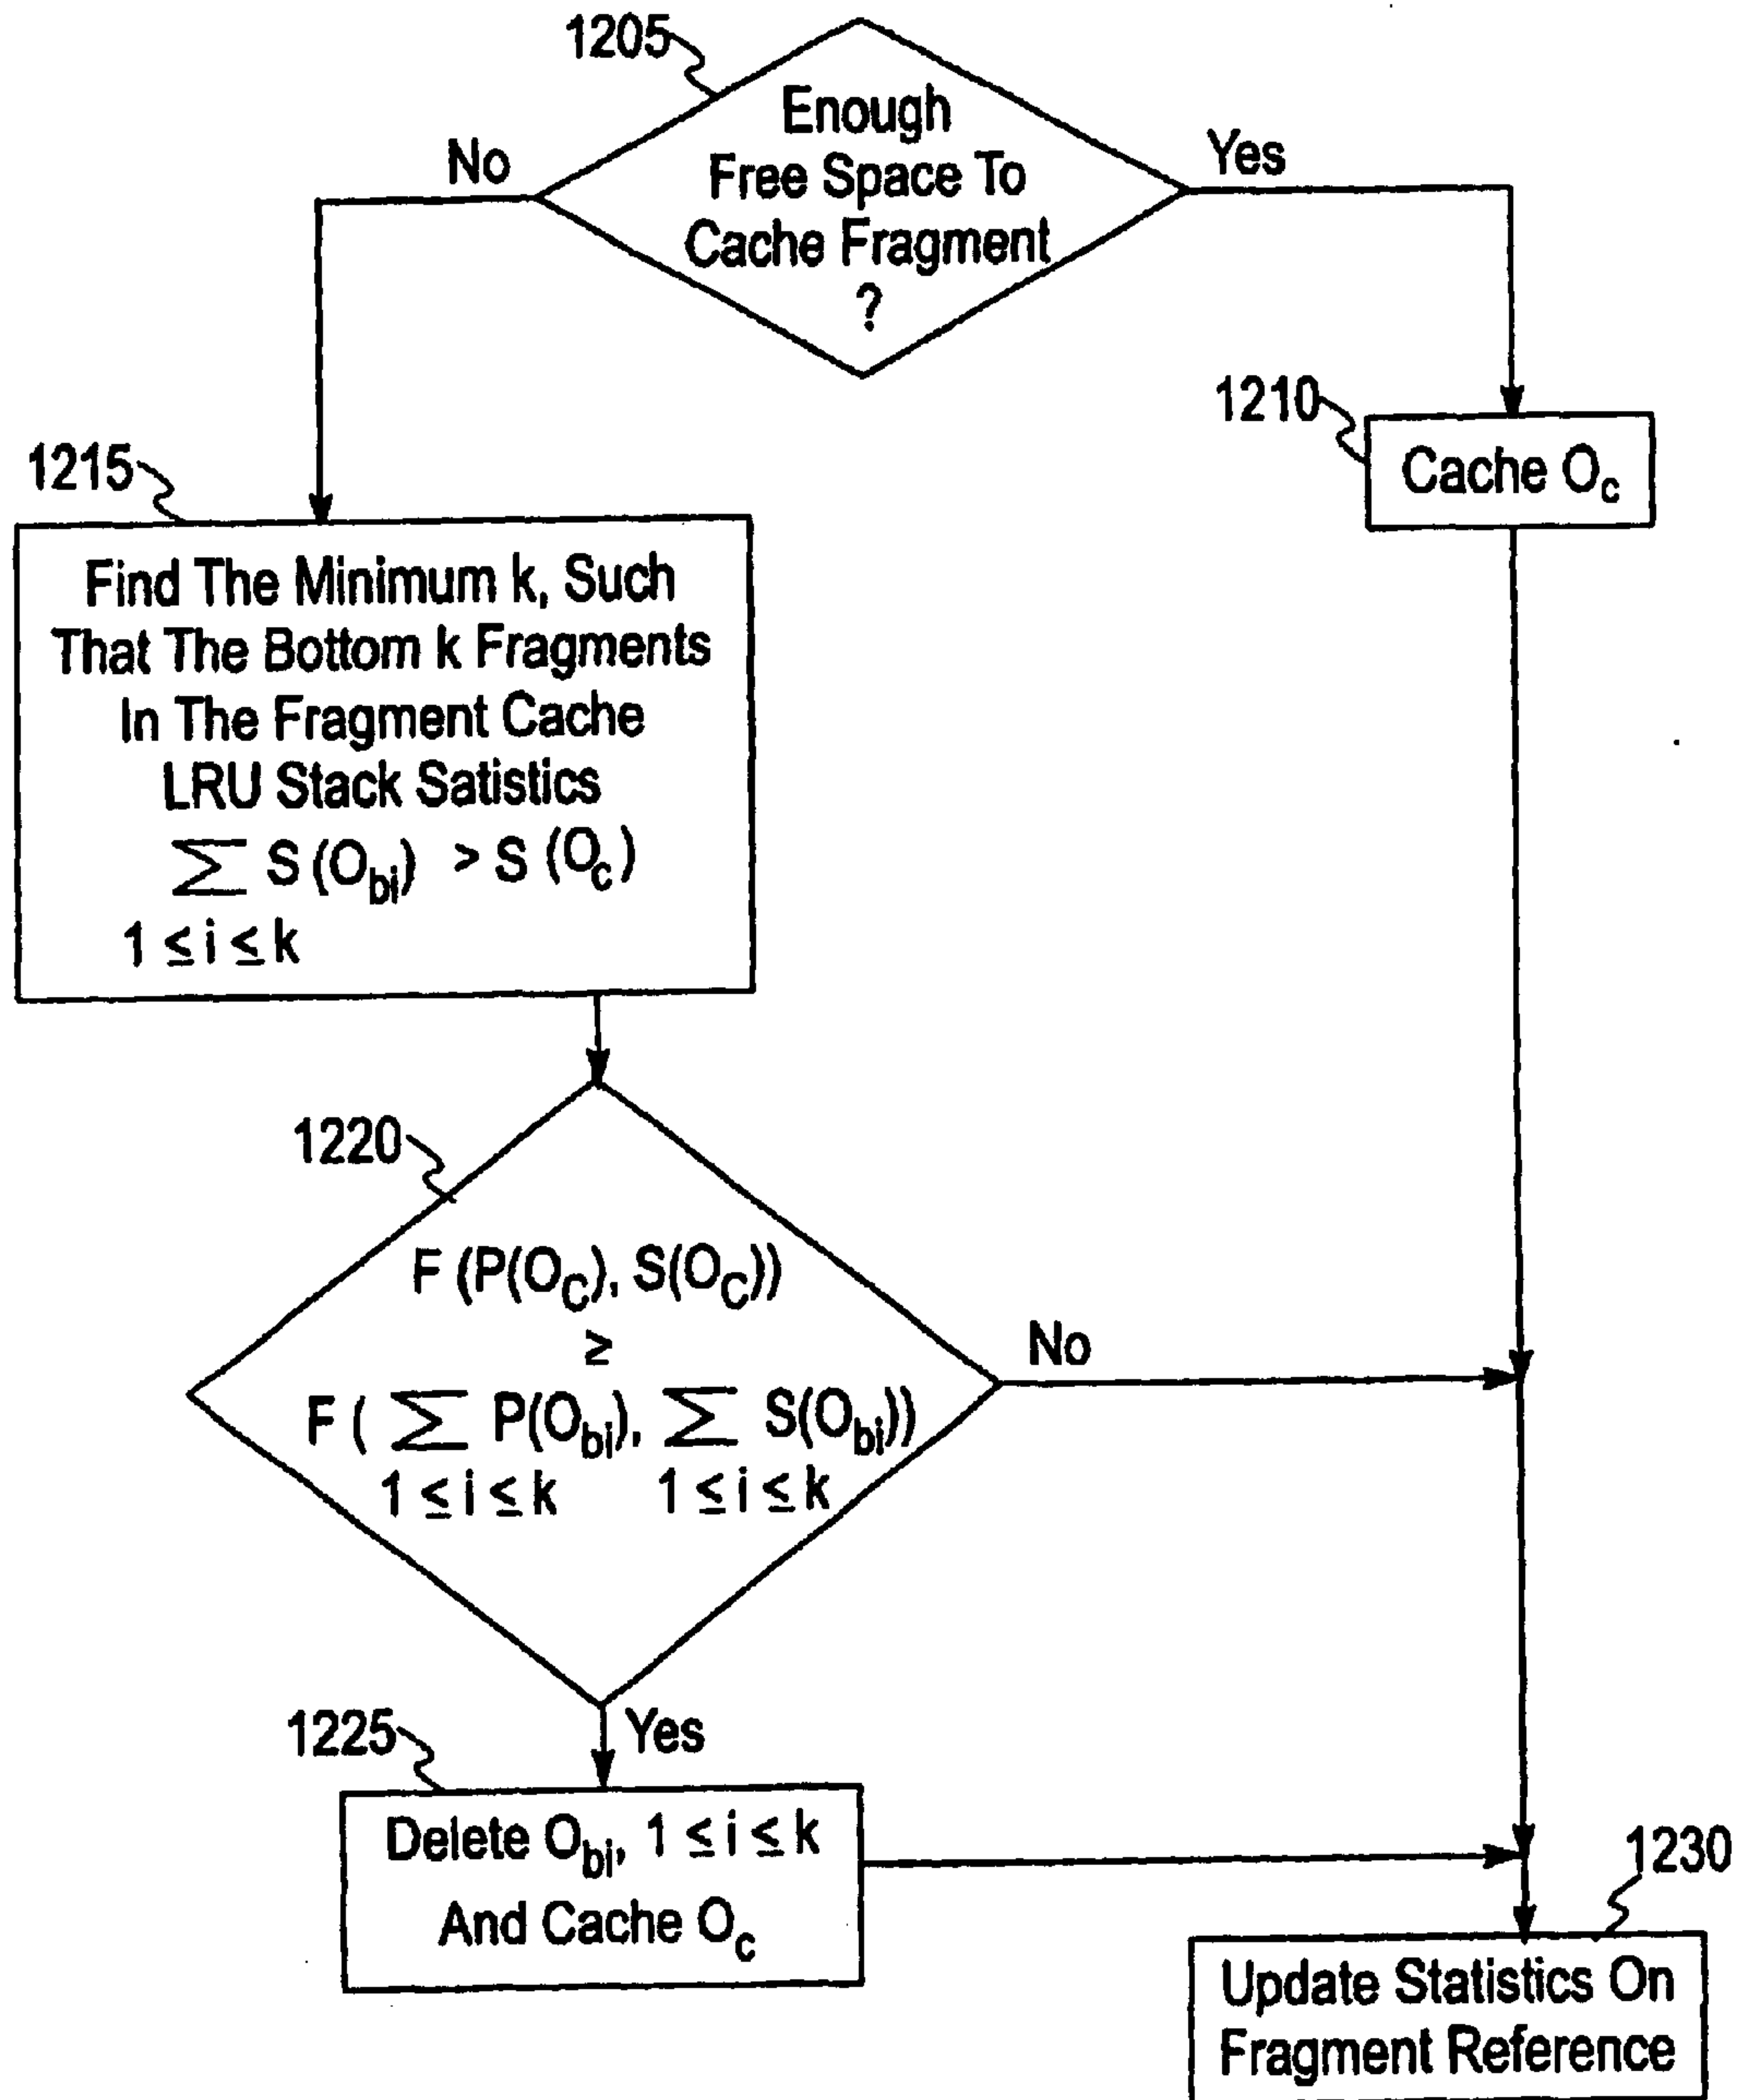 1205
Enough
Free Space To
Cache Fragment
?
No
Yes
1210
Cache O_c
1215
Find The Minimum k, Such
That The Bottom k Fragments
In The Fragment Cache
LRU Stack Satistics
∑ S (O_bi) > S (O_c)
1 ≤ i ≤ k
1220
F (P(O_C), S(O_C))
≥
F ( ∑ P(O_bi), ∑ S(O_bi))
1 ≤ i ≤ k 1 ≤ i ≤ k
No
Yes
1225
Delete O_bi, 1 ≤ i ≤ k
And Cache O_c
1230
Update Statistics On
Fragment Reference